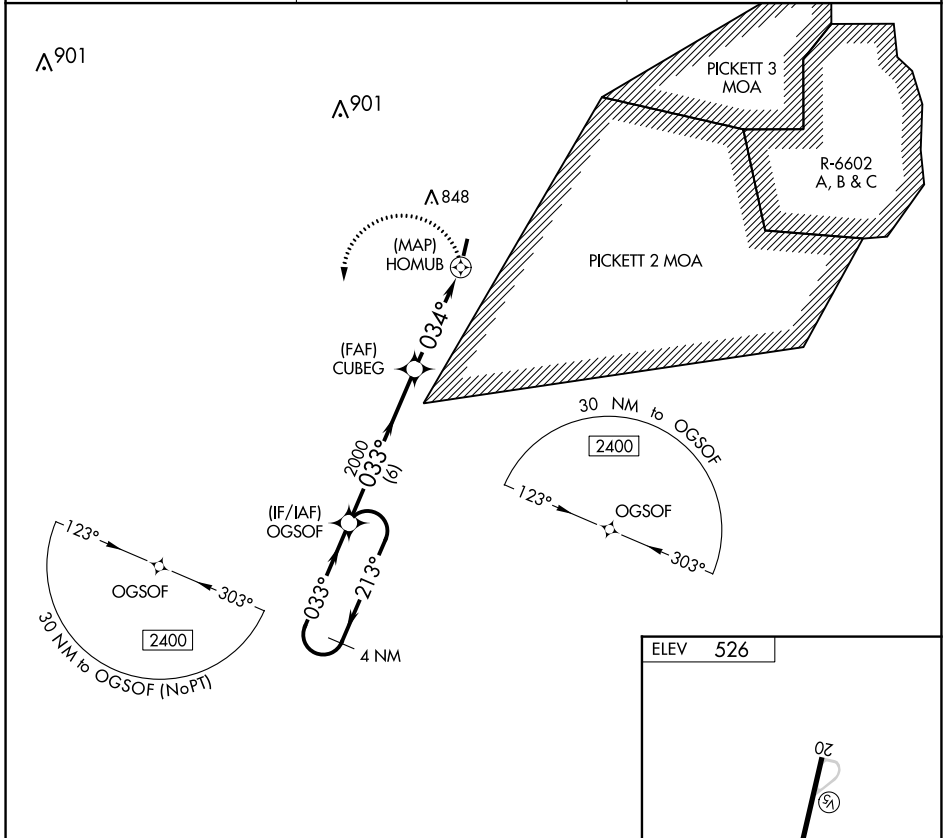 901
901
PICKETT 3
MOA
R-6602
A, B & C
848
(MAP)
HOMUB
PICKETT 2 MOA
034°
(FAF)
CUBEG
2000
033°
(6)
30 NM to OGSOF
2400
123°
OGSOF
303°
(IF/IAF)
OGSOF
033°
213°
4 NM
123°
OGSOF
303°
2400
30 NM to OGSOF (NoPT)
ELEV 526
20
V5